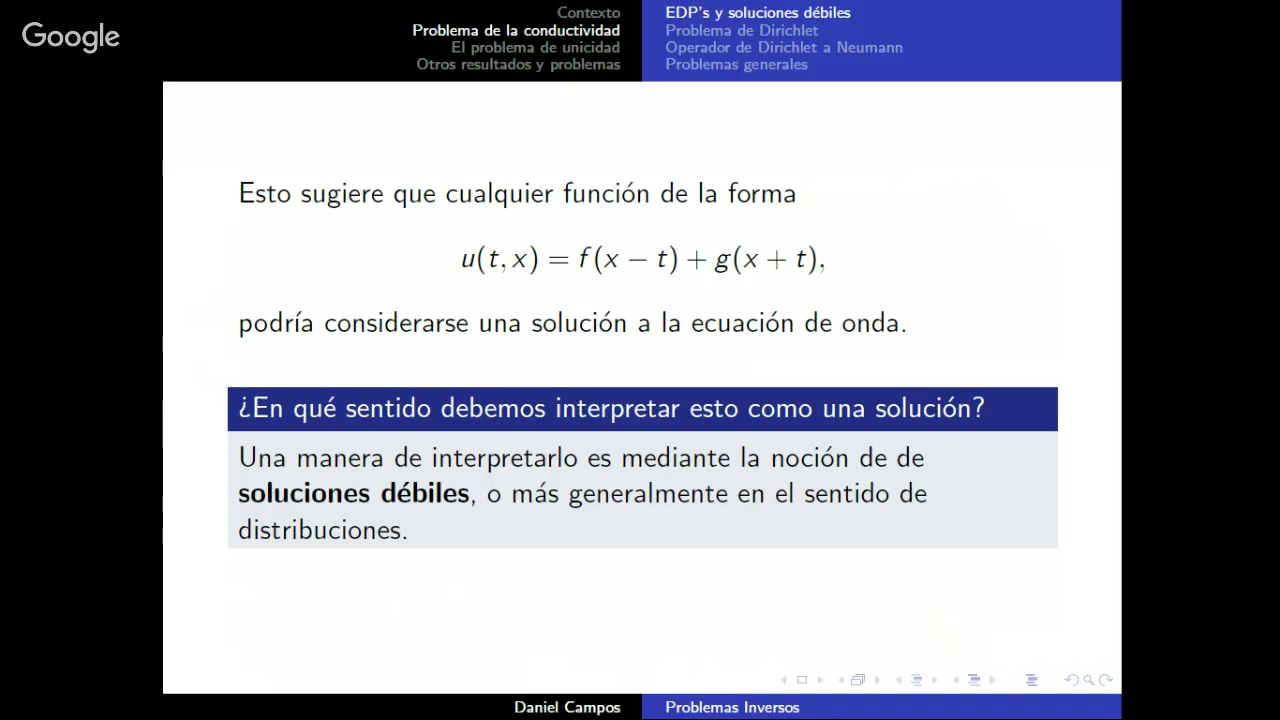 Google
Contexto
Problema de la conductividad
El problema de unicidad
Otros resultados y problemas
EDP's y soluciones débiles
Problema de Dirichlet
Operador de Dirichlet a Neumann
Problemas generales
Esto sugiere que cualquier función de la forma
u(t, x) = f(x − t) + g(x + t),
podría considerarse una solución a la ecuación de onda.
¿En qué sentido debemos interpretar esto como una solución?
Una manera de interpretarlo es mediante la noción de de
soluciones débiles, o más generalmente en el sentido de
distribuciones.
Daniel Campos
Problemas Inversos